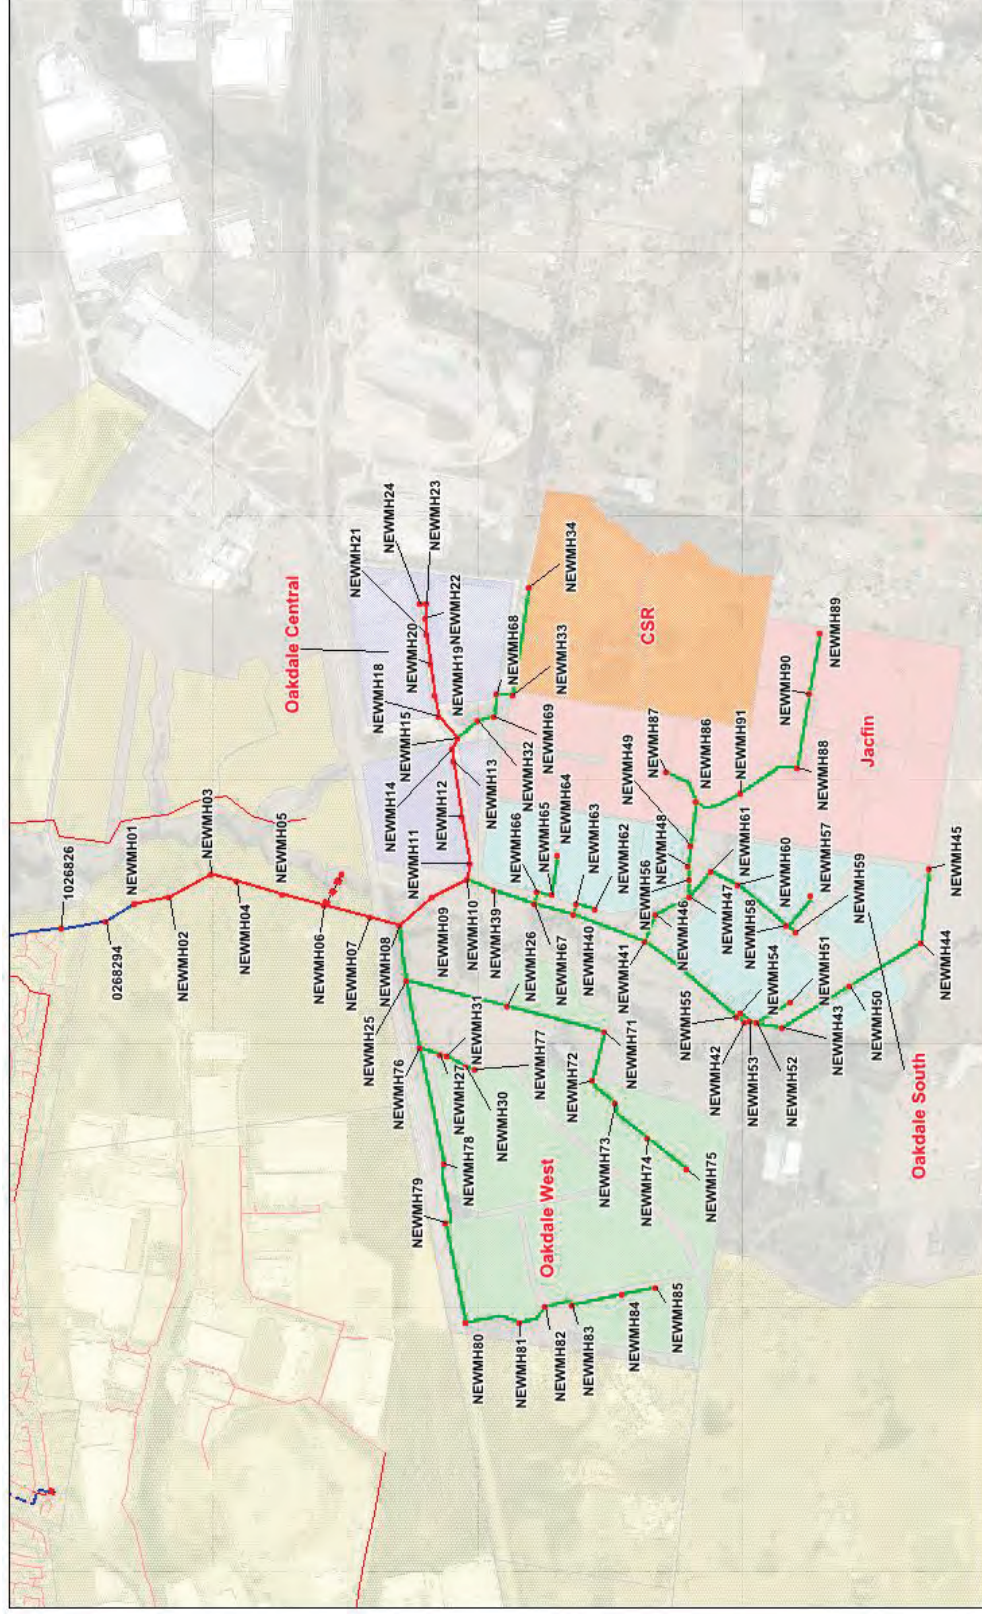 1026826
0268294
NEWMH01
NEWMH02
NEWMH03
NEWMH04
NEWMH05
NEWMH06
NEWMH07
NEWMH08
NEWMH09
NEWMH10
NEWMH11
NEWMH12
NEWMH13
NEWMH14
NEWMH15
NEWMH18
NEWMH19
NEWMH20
NEWMH21
NEWMH22
NEWMH23
NEWMH24
Oakdale Central
NEWMH25
NEWMH76
NEWMH27
NEWMH31
NEWMH30
NEWMH77
NEWMH78
NEWMH79
NEWMH80
NEWMH81
NEWMH82
NEWMH83
NEWMH84
NEWMH85
Oakdale West
NEWMH26
NEWMH71
NEWMH72
NEWMH73
NEWMH74
NEWMH75
NEWMH39
NEWMH67
NEWMH40
NEWMH41
NEWMH66
NEWMH65
NEWMH64
NEWMH63
NEWMH62
NEWMH32
NEWMH69
NEWMH68
NEWMH33
NEWMH34
CSR
NEWMH56
NEWMH46
NEWMH47
NEWMH48
NEWMH49
NEWMH87
NEWMH86
NEWMH91
NEWMH88
NEWMH90
NEWMH89
Jacfin
NEWMH61
NEWMH58
NEWMH60
NEWMH57
NEWMH59
NEWMH55
NEWMH42
NEWMH54
NEWMH53
NEWMH52
NEWMH51
NEWMH43
NEWMH50
NEWMH44
NEWMH45
Oakdale South